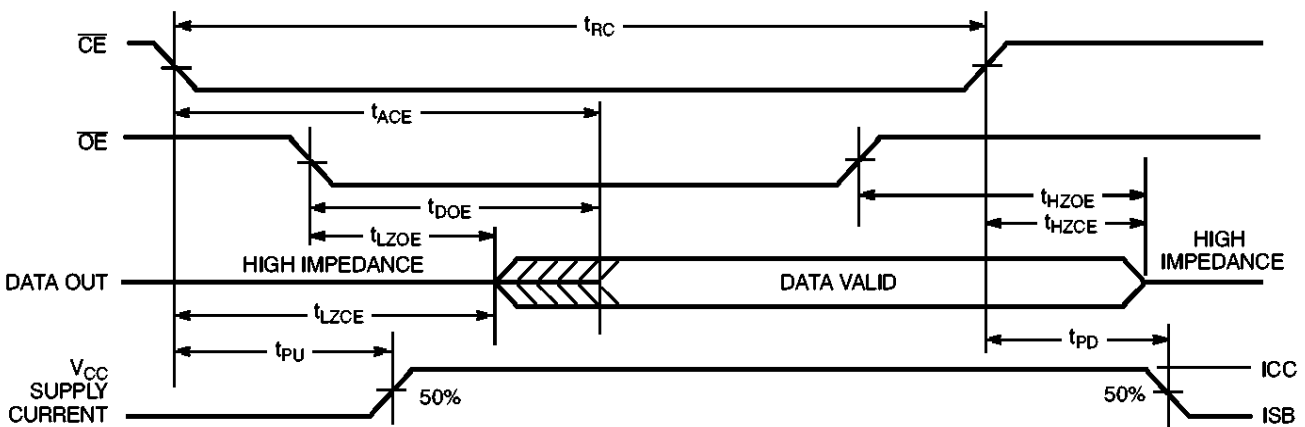 tRC
CE
tACE
OE
tDOE
tHZOE
tLZOE
tHZCE
HIGH IMPEDANCE
HIGH
IMPEDANCE
DATA OUT
DATA VALID
tLZCE
tPU
tPD
VCC
SUPPLY
CURRENT
50%
50%
ICC
ISB